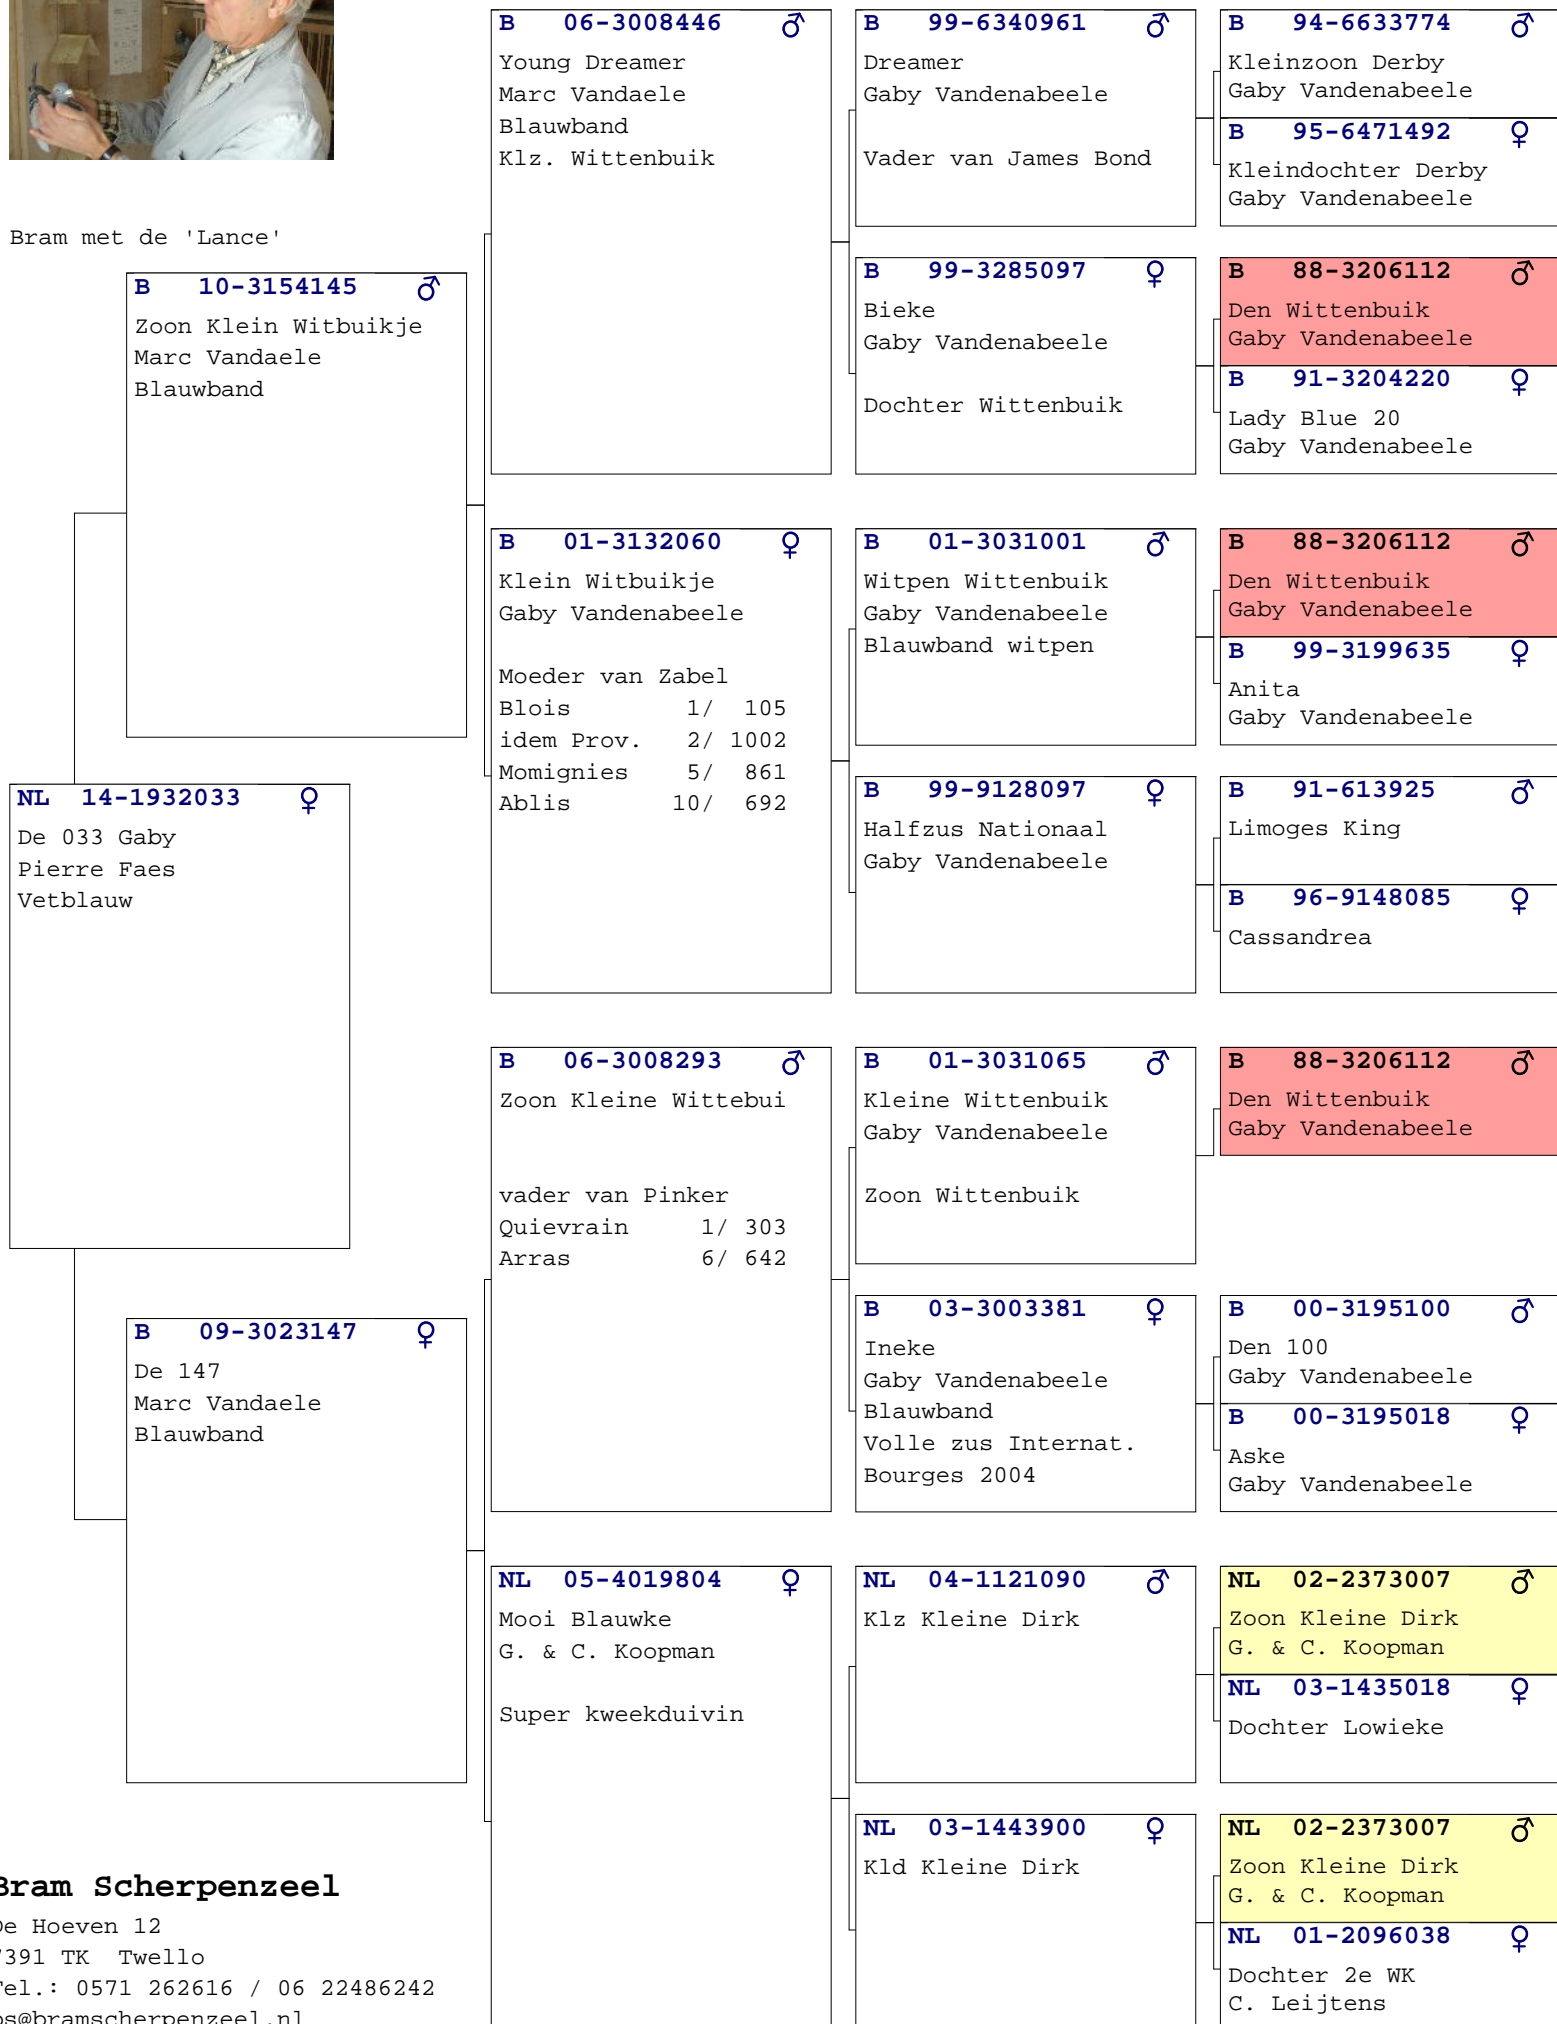 Bram met de 'Lance'
NL 14-1932033 ♀
De 033 Gaby
Pierre Faes
Vetblauw
B 10-3154145 ♂
Zoon Klein Witbuikje
Marc Vandaele
Blauwband
B 09-3023147 ♀
De 147
Marc Vandaele
Blauwband
B 06-3008446 ♂
Young Dreamer
Marc Vandaele
Blauwband
Klz. Wittenbuik
B 01-3132060 ♀
Klein Witbuikje
Gaby Vandenabeele
Moeder van Zabel
Blois 1/ 105
idem Prov. 2/ 1002
Momignies 5/ 861
Ablis 10/ 692
B 06-3008293 ♂
Zoon Kleine Wittebui
vader van Pinker
Quievrain 1/ 303
Arras 6/ 642
NL 05-4019804 ♀
Mooi Blauwke
G. & C. Koopman
Super kweekduivin
B 99-6340961 ♂
Dreamer
Gaby Vandenabeele
Vader van James Bond
B 99-3285097 ♀
Bieke
Gaby Vandenabeele
Dochter Wittenbuik
B 01-3031001 ♂
Witpen Wittenbuik
Gaby Vandenabeele
Blauwband witpen
B 99-9128097 ♀
Halfzus Nationaal
Gaby Vandenabeele
B 01-3031065 ♂
Kleine Wittenbuik
Gaby Vandenabeele
Zoon Wittenbuik
B 03-3003381 ♀
Ineke
Gaby Vandenabeele
Blauwband
Volle zus Internat.
Bourges 2004
NL 04-1121090 ♂
Klz Kleine Dirk
NL 03-1443900 ♀
Kld Kleine Dirk
B 94-6633774 ♂
Kleinzoon Derby
Gaby Vandenabeele
B 95-6471492 ♀
Kleindochter Derby
Gaby Vandenabeele
B 88-3206112 ♂
Den Wittenbuik
Gaby Vandenabeele
B 91-3204220 ♀
Lady Blue 20
Gaby Vandenabeele
B 88-3206112 ♂
Den Wittenbuik
Gaby Vandenabeele
B 99-3199635 ♀
Anita
Gaby Vandenabeele
B 91-613925 ♂
Limoges King
B 96-9148085 ♀
Cassandrea
B 88-3206112 ♂
Den Wittenbuik
Gaby Vandenabeele
B 00-3195100 ♂
Den 100
Gaby Vandenabeele
B 00-3195018 ♀
Aske
Gaby Vandenabeele
NL 02-2373007 ♂
Zoon Kleine Dirk
G. & C. Koopman
NL 03-1435018 ♀
Dochter Lowieke
NL 02-2373007 ♂
Zoon Kleine Dirk
G. & C. Koopman
NL 01-2096038 ♀
Dochter 2e WK
C. Leijtens
Bram Scherpenzeel
De Hoeven 12
7391 TK Twello
Tel.: 0571 262616 / 06 22486242